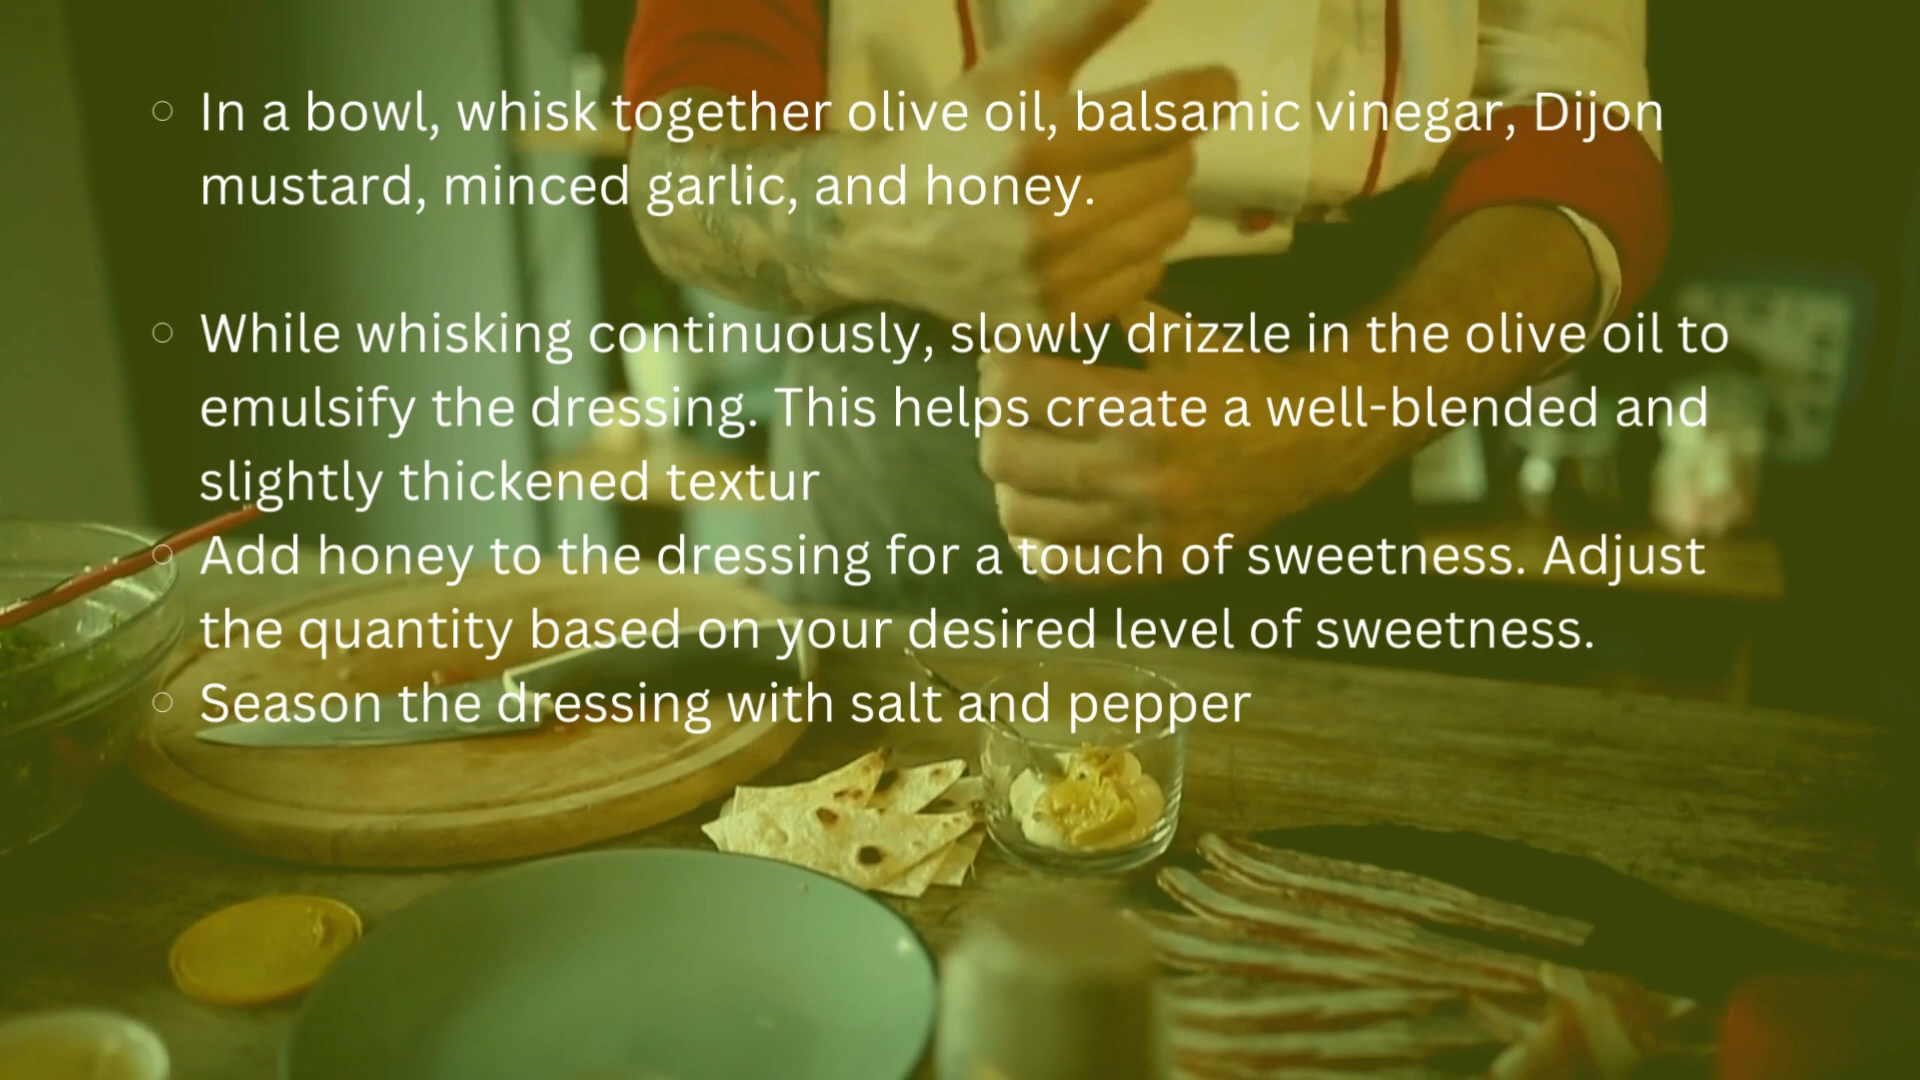 In a bowl, whisk together olive oil, balsamic vinegar, Dijon
mustard, minced garlic, and honey.
While whisking continuously, slowly drizzle in the olive oil to
emulsify the dressing. This helps create a well-blended and
slightly thickened textur
Add honey to the dressing for a touch of sweetness. Adjust
the quantity based on your desired level of sweetness.
Season the dressing with salt and pepper